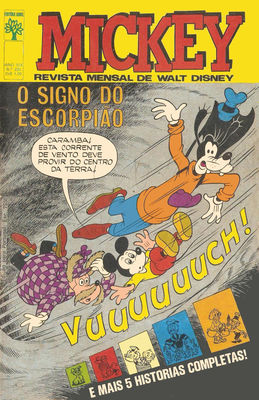 EDITORA ABRIL
MICKEY
REVISTA MENSAL DE WALT DISNEY
O SIGNO DO
ESCORPIÃO
CARAMBA!
ESTA CORRENTE
DE VENTO DEVE
PROVIR DO CENTRO
DA TERRA!
VUUUUUUUCH!
E MAIS 5 HISTÓRIAS COMPLETAS!